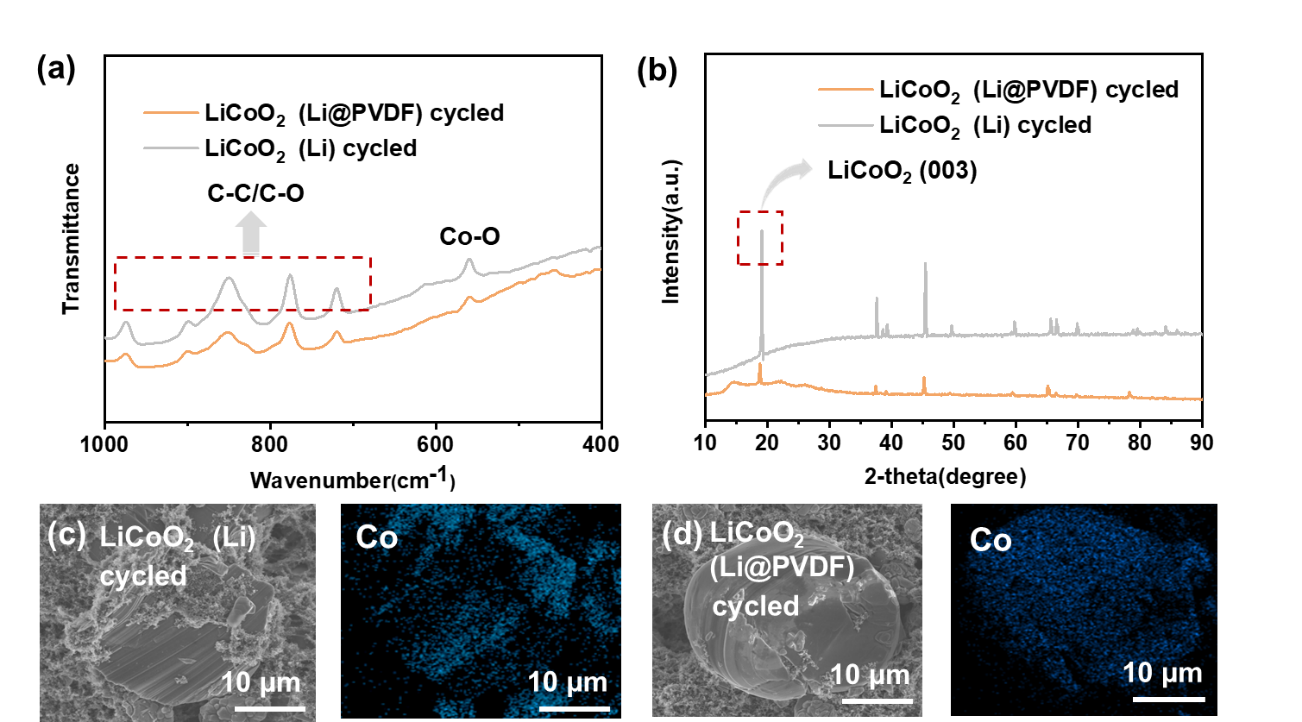 (a)
LiCoO2 (Li@PVDF) cycled
LiCoO2 (Li) cycled
C-C/C-O
Co-O
Transmittance
1000 800 600 400
Wavenumber(cm-1)
(b)
LiCoO2 (Li@PVDF) cycled
LiCoO2 (Li) cycled
LiCoO2 (003)
Intensity(a.u.)
10 20 30 40 50 60 70 80 90
2-theta(degree)
(c) LiCoO2 (Li)
cycled
10 μm
Co
10 μm
(d) LiCoO2
(Li@PVDF)
cycled
10 μm
Co
10 μm